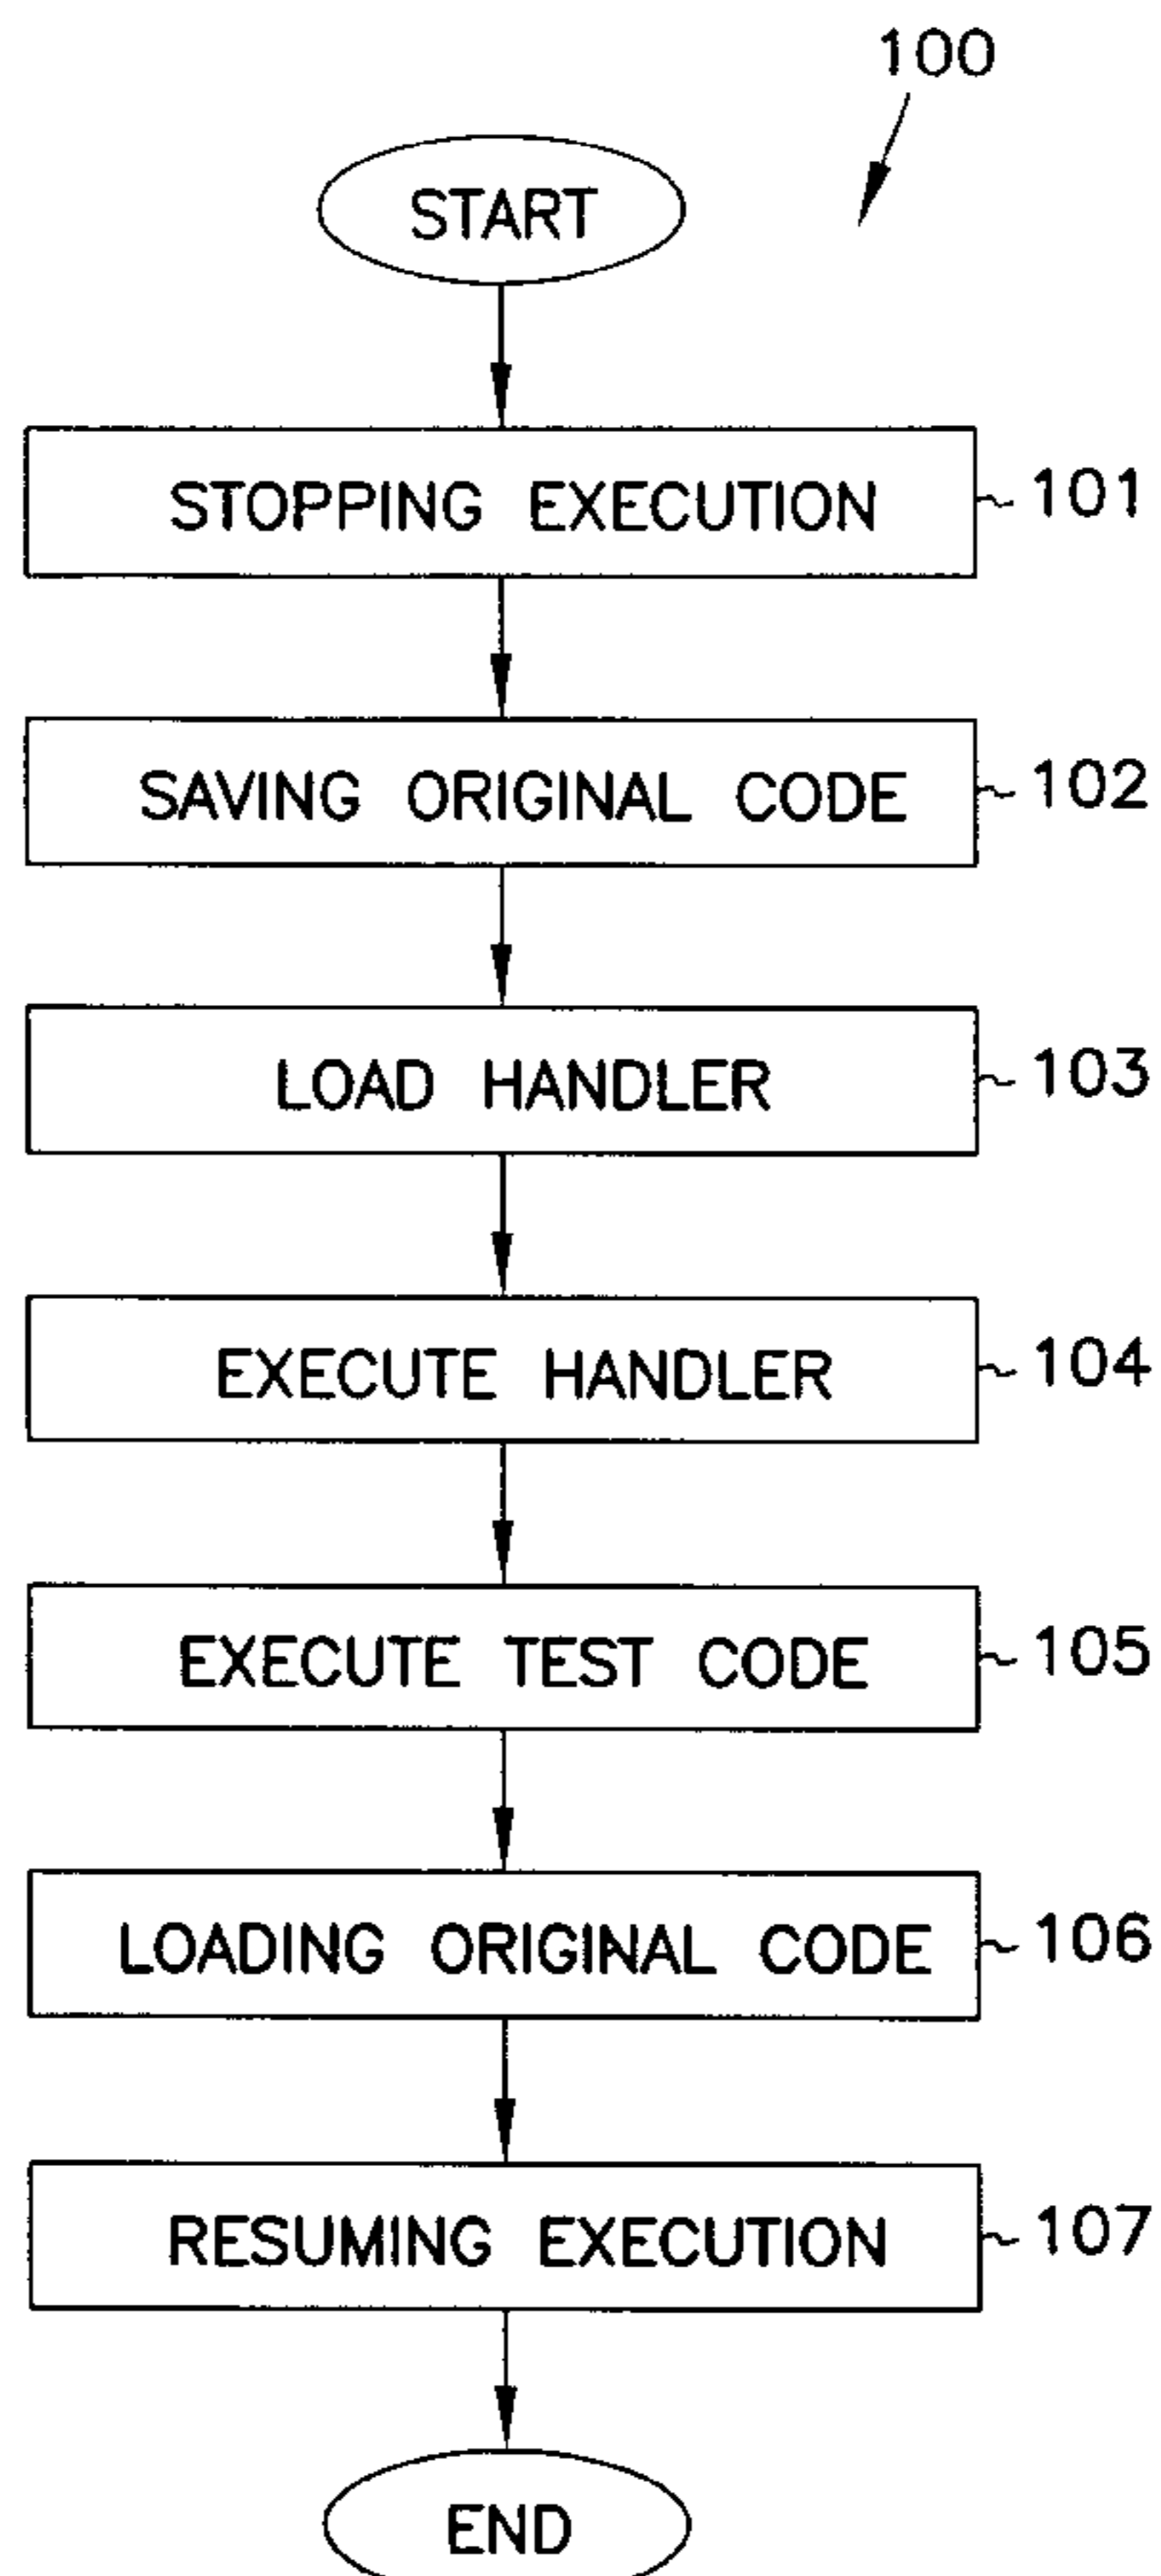 100
START
STOPPING EXECUTION 101
SAVING ORIGINAL CODE 102
LOAD HANDLER 103
EXECUTE HANDLER 104
EXECUTE TEST CODE 105
LOADING ORIGINAL CODE 106
RESUMING EXECUTION 107
END